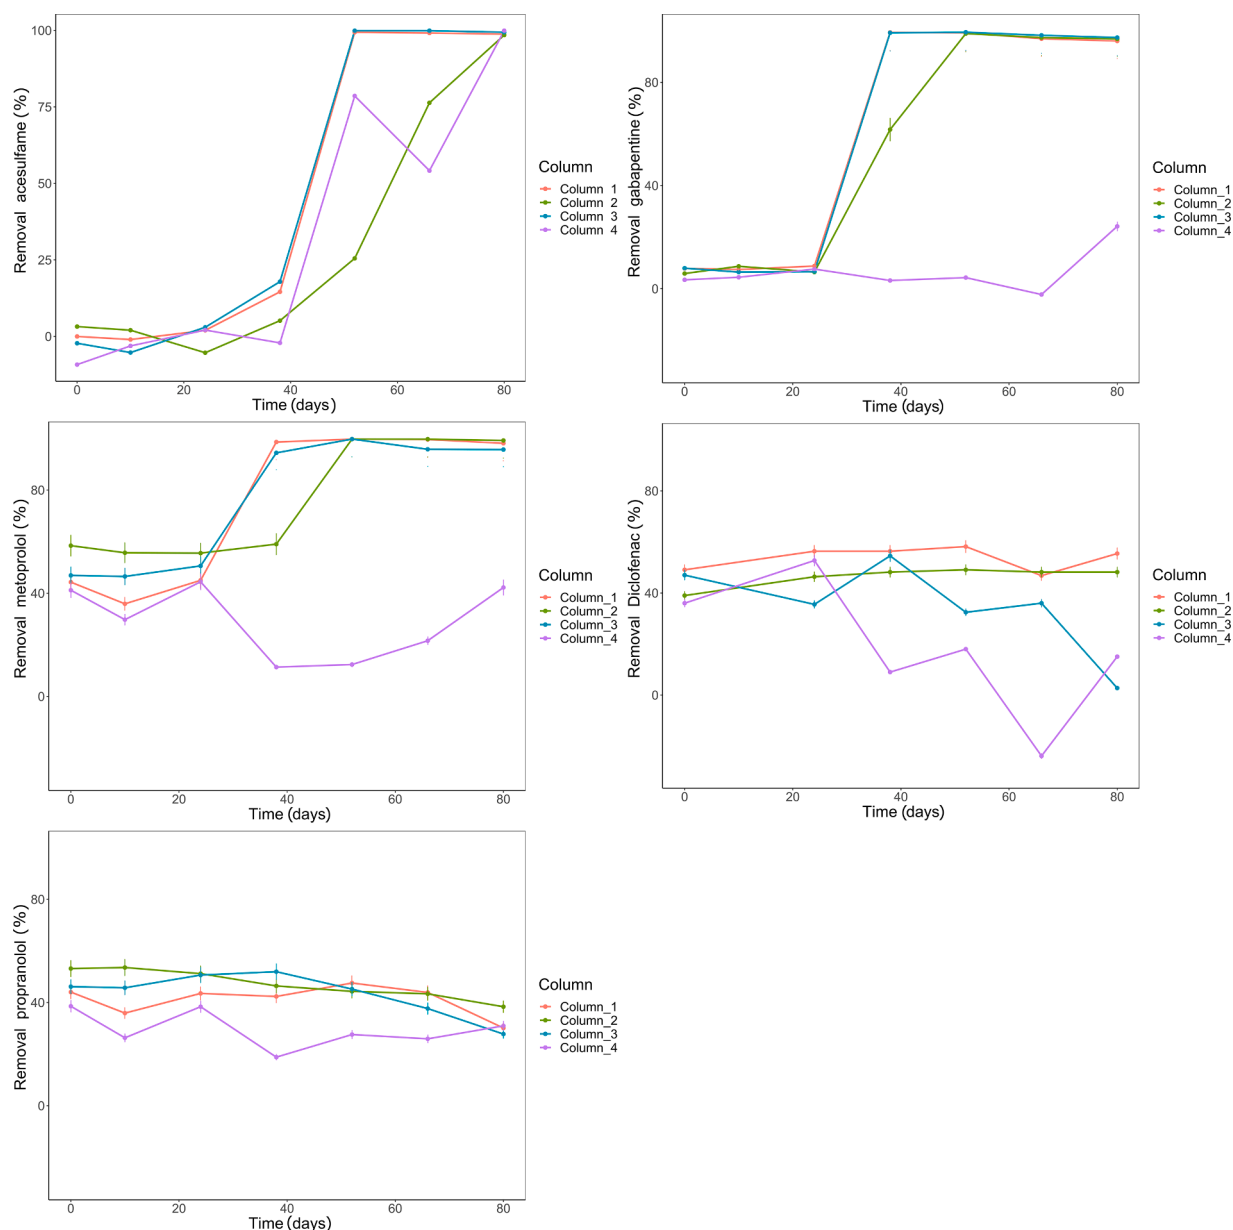 Removal acesulfame (%)
100
75
50
25
0
0 20 40 60 80
Time (days)
Column
Column 1
Column 2
Column 3
Column 4
Removal gabapentine (%)
80
40
0
0 20 40 60 80
Time (days)
Column
Column_1
Column_2
Column_3
Column_4
Removal metoprolol (%)
80
40
0
0 20 40 60 80
Time (days)
Column
Column_1
Column_2
Column_3
Column_4
Removal Diclofenac (%)
80
40
0
0 20 40 60 80
Time (days)
Column
Column_1
Column_2
Column_3
Column_4
Removal propranolol (%)
80
40
0
0 20 40 60 80
Time (days)
Column
Column_1
Column_2
Column_3
Column_4